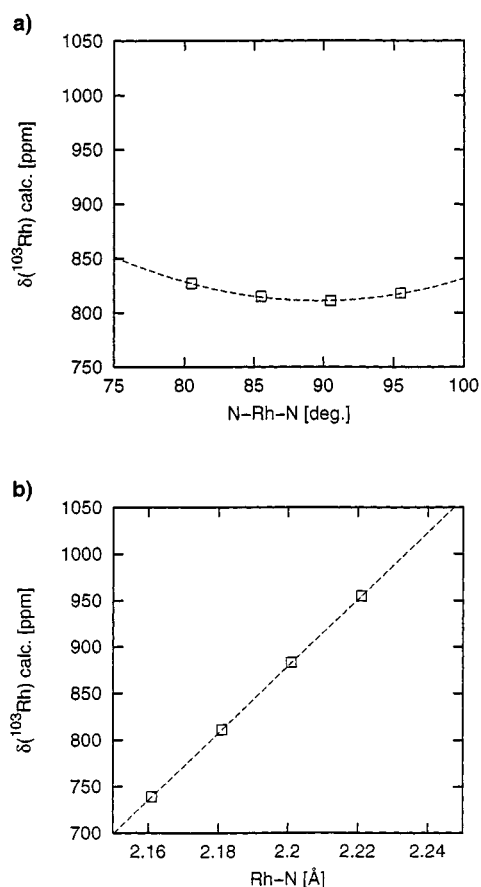 a)
1050
1000
950
900
850
800
750
δ(¹⁰³Rh) calc. [ppm]
75 80 85 90 95 100
N–Rh–N [deg.]
b)
1050
1000
950
900
850
800
750
700
δ(¹⁰³Rh) calc. [ppm]
2.16 2.18 2.2 2.22 2.24
Rh–N [Å]